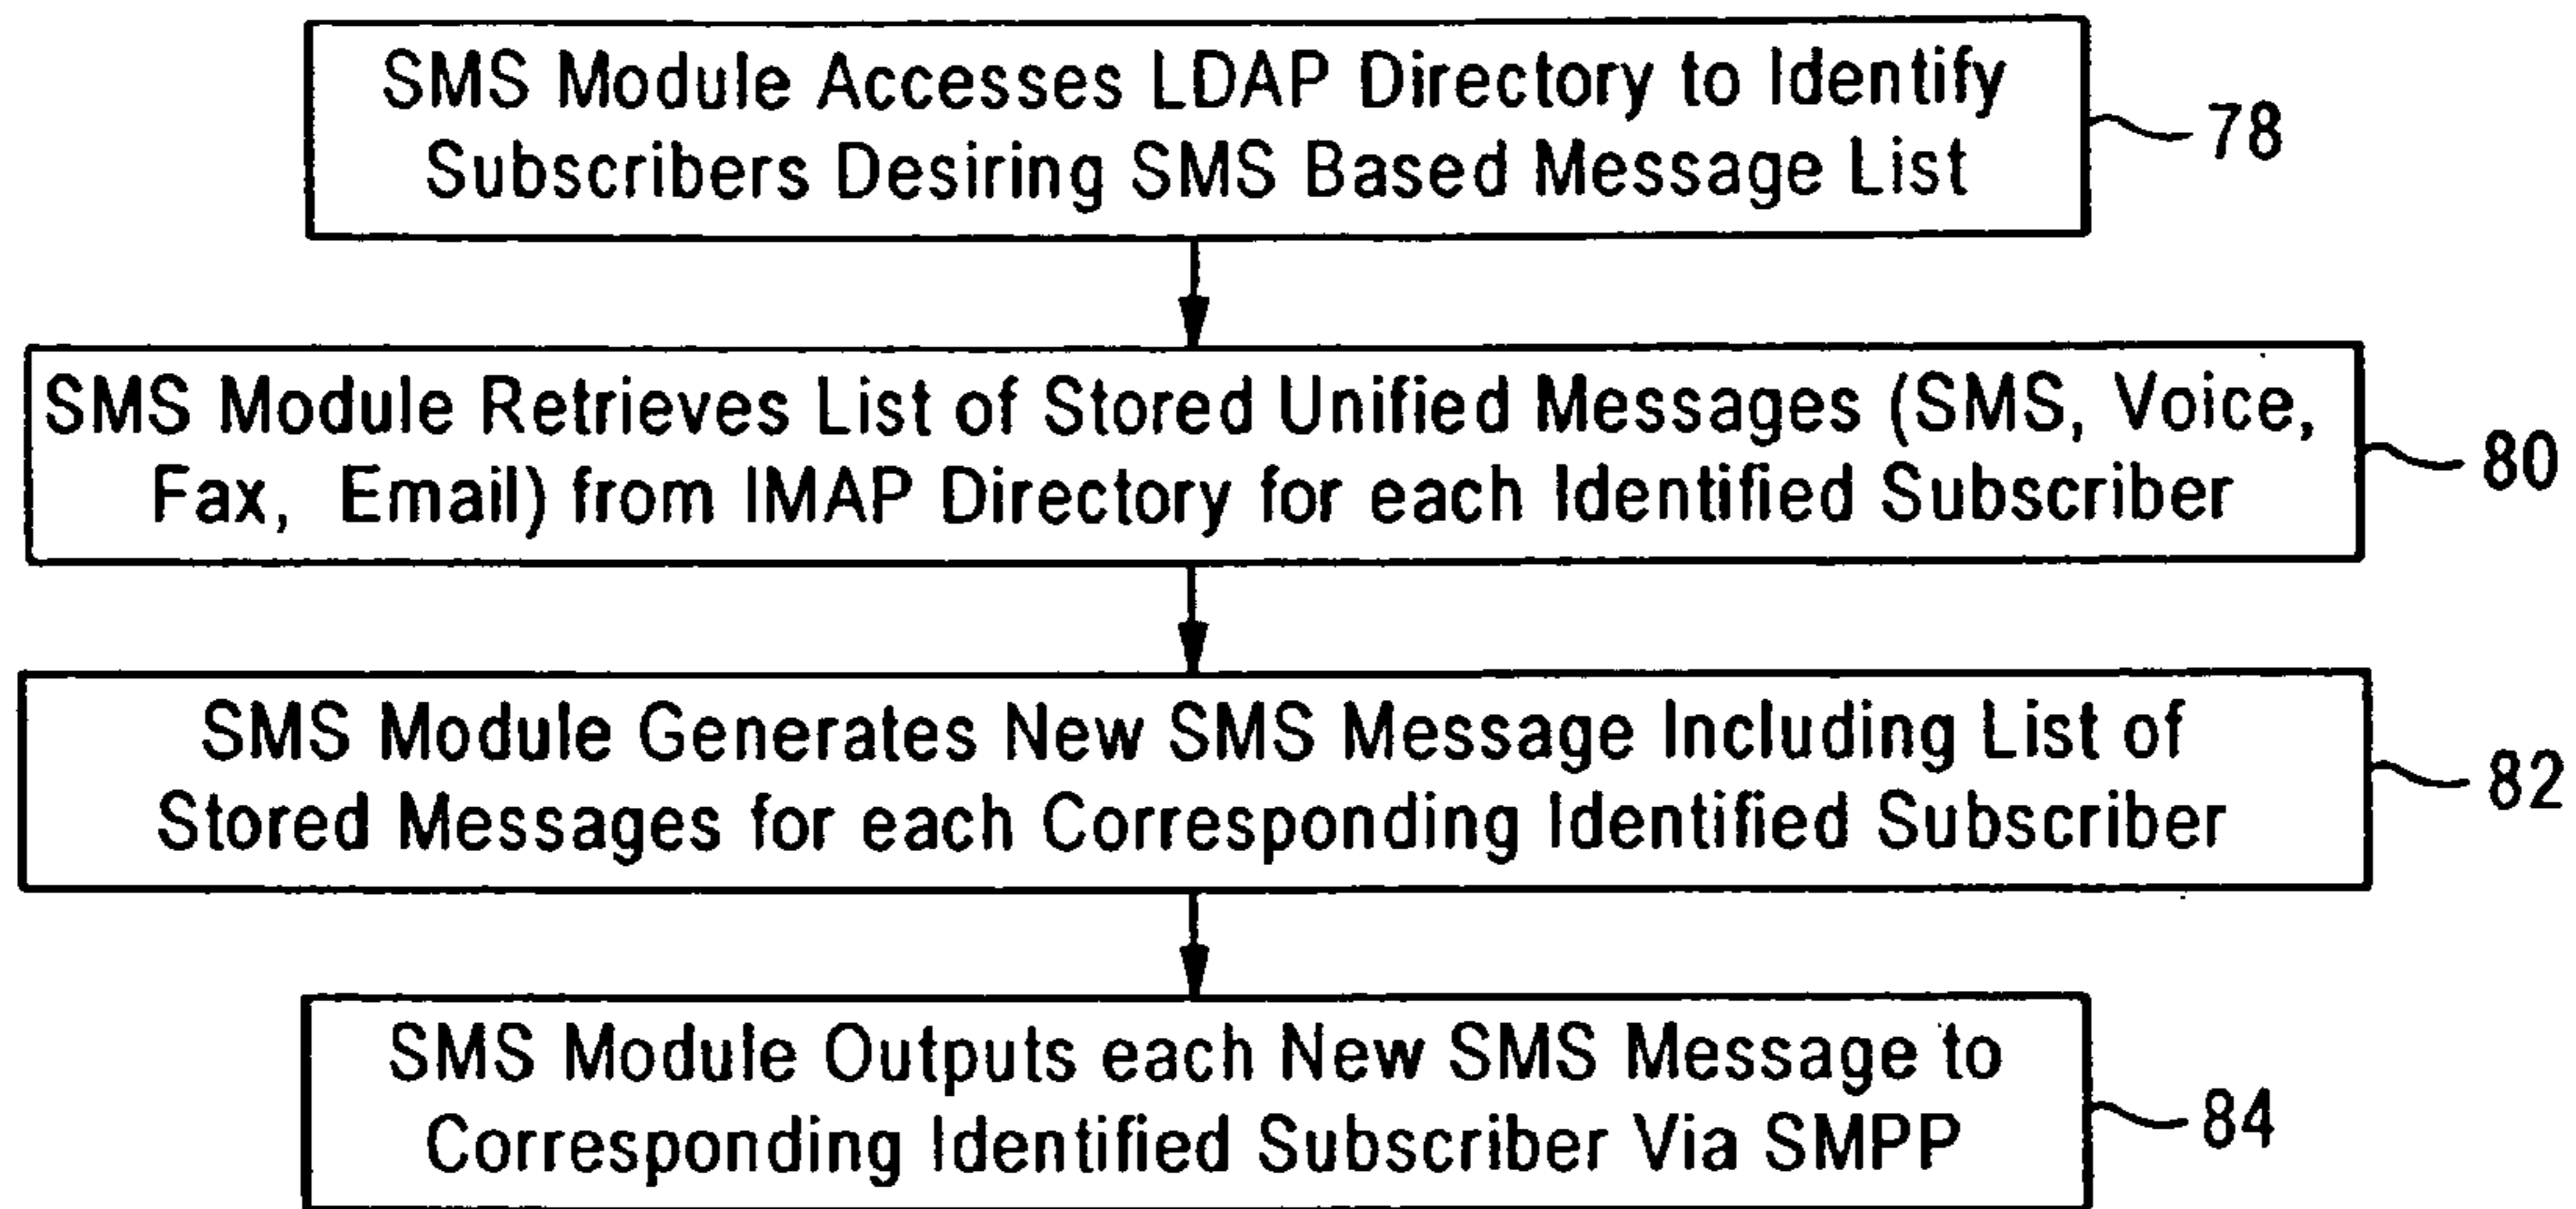 SMS Module Accesses LDAP Directory to Identify
Subscribers Desiring SMS Based Message List
78
SMS Module Retrieves List of Stored Unified Messages (SMS, Voice,
Fax, Email) from IMAP Directory for each Identified Subscriber
80
SMS Module Generates New SMS Message Including List of
Stored Messages for each Corresponding Identified Subscriber
82
SMS Module Outputs each New SMS Message to
Corresponding Identified Subscriber Via SMPP
84